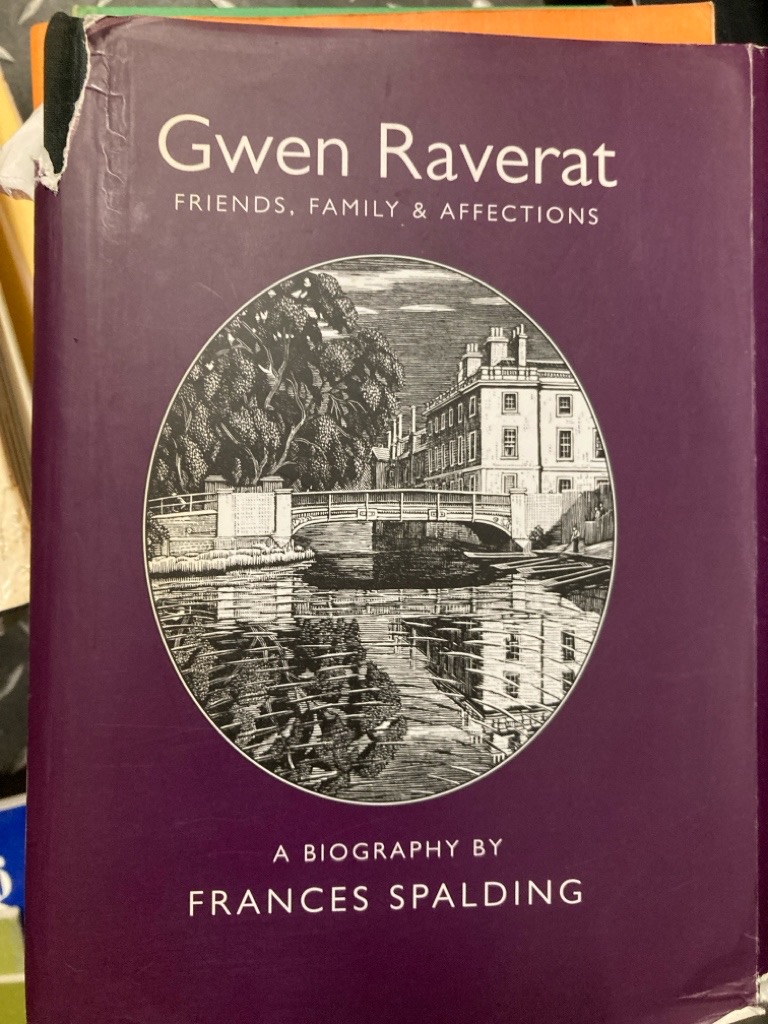 Gwen Raverat
FRIENDS, FAMILY & AFFECTIONS
A BIOGRAPHY BY
FRANCES SPALDING